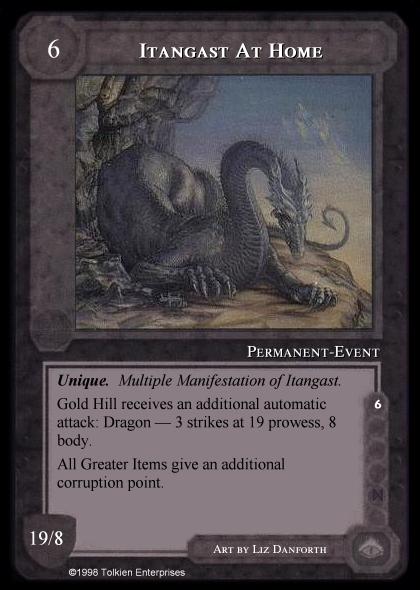 6
Itangast At Home
Permanent-Event
Unique. Multiple Manifestation of Itangast.
Gold Hill receives an additional automatic
attack: Dragon — 3 strikes at 19 prowess, 8
body.
All Greater Items give an additional
corruption point.
6
N
19/8
Art by Liz Danforth
©1998 Tolkien Enterprises